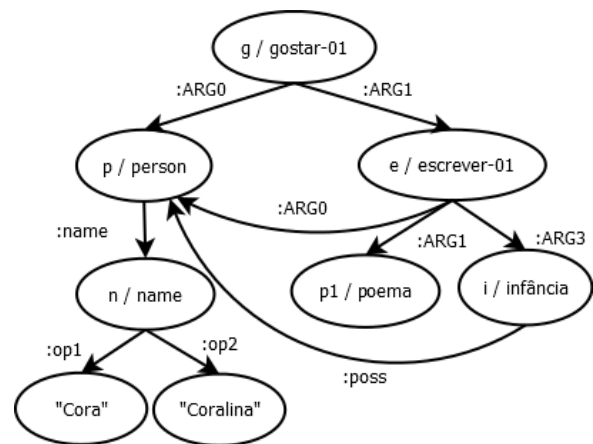 g / gostar-01
:ARG0
:ARG1
p / person
e / escrever-01
:ARG0
:name
:ARG1
:ARG3
n / name
p1 / poema
i / infância
:op1
:op2
:poss
"Cora"
"Coralina"